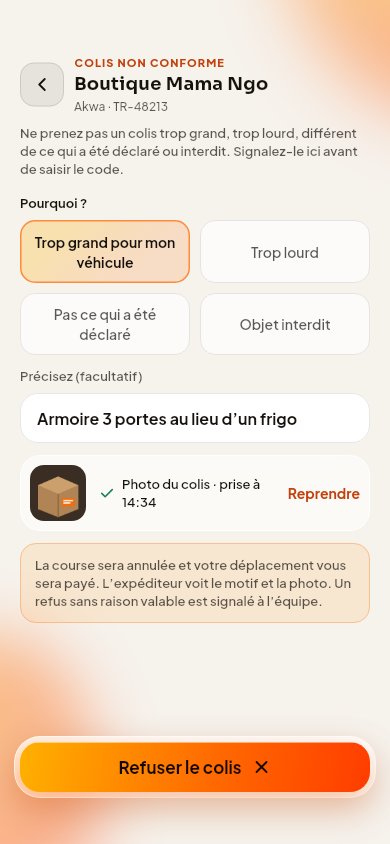 COLIS NON CONFORME
Boutique Mama Ngo
Akwa · TR-48213
Ne prenez pas un colis trop grand, trop lourd, différent
de ce qui a été déclaré ou interdit. Signalez-le ici avant
de saisir le code.
Pourquoi ?
Trop grand pour mon
véhicule
Trop lourd
Pas ce qui a été
déclaré
Objet interdit
Précisez (facultatif)
Armoire 3 portes au lieu d’un frigo
Photo du colis · prise à
14:34
Reprendre
La course sera annulée et votre déplacement vous
sera payé. L’expéditeur voit le motif et la photo. Un
refus sans raison valable est signalé à l’équipe.
Refuser le colis